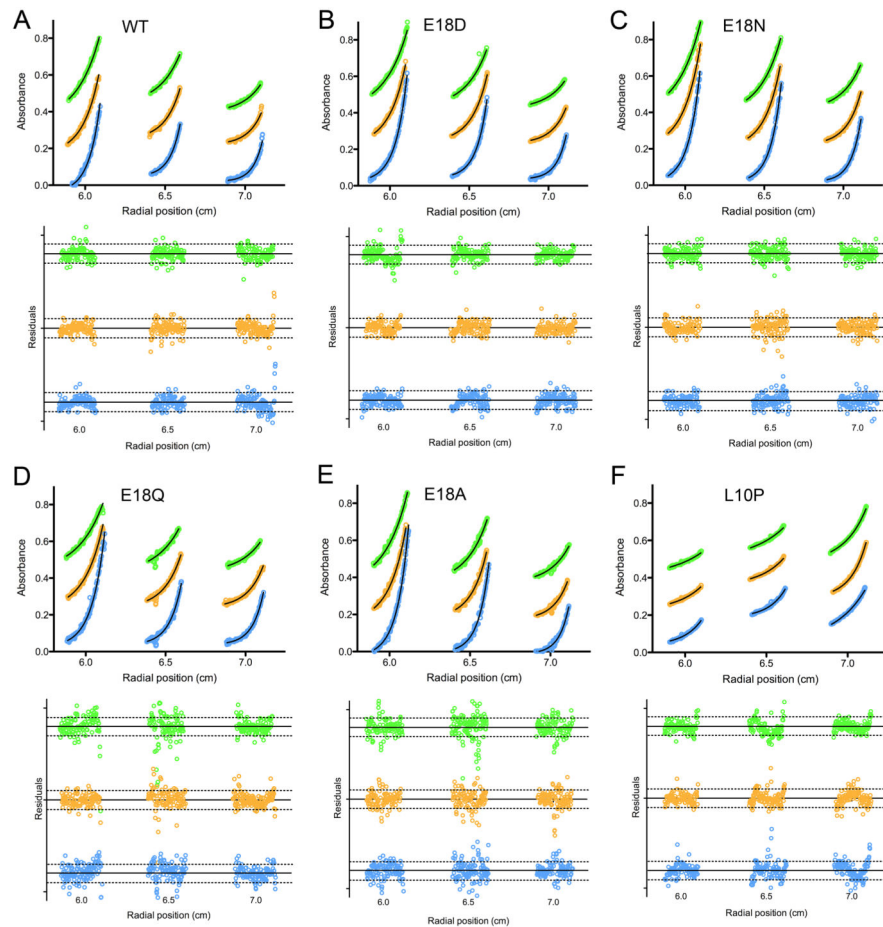 A
WT
0.8
0.6
0.4
0.2
0.0
Absorbance
6.0 6.5 7.0
Radial position (cm)
Residuals
6.0 6.5 7.0
Radial position (cm)
B
E18D
0.8
0.6
0.4
0.2
0.0
Absorbance
6.0 6.5 7.0
Radial position (cm)
Residuals
6.0 6.5 7.0
Radial position (cm)
C
E18N
0.8
0.6
0.4
0.2
0.0
Absorbance
6.0 6.5 7.0
Radial position (cm)
Residuals
6.0 6.5 7.0
Radial position (cm)
D
E18Q
0.8
0.6
0.4
0.2
0.0
Absorbance
6.0 6.5 7.0
Radial position (cm)
Residuals
6.0 6.5 7.0
Radial position (cm)
E
E18A
0.8
0.6
0.4
0.2
0.0
Absorbance
6.0 6.5 7.0
Radial position (cm)
Residuals
6.0 6.5 7.0
Radial position (cm)
F
L10P
0.8
0.6
0.4
0.2
0.0
Absorbance
6.0 6.5 7.0
Radial position (cm)
Residuals
6.0 6.5 7.0
Radial position (cm)